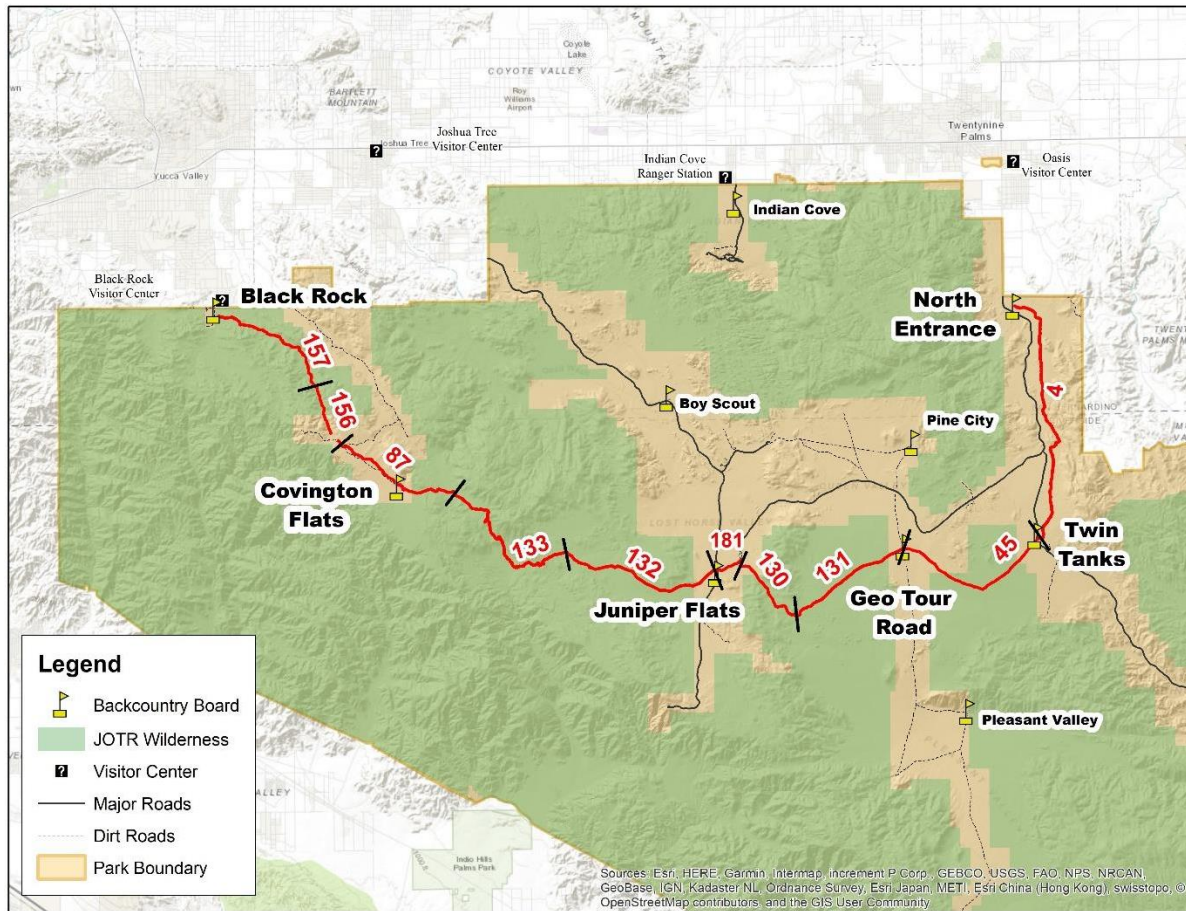 MOUNTAIN
Coyote
Lake
COYOTE VALLEY
BARTLETT
MOUNTAIN
Roy
Williams
Airport
Twentynine
Palms
Joshua Tree
Joshua Tree
Visitor Center
Oasis
Visitor Center
Yucca Valley
Indian Cove
Ranger Station
Indian Cove
Black Rock
Visitor Center
Black Rock
North
Entrance
157
156
4
Boy Scout
Pine City
87
Covington
Flats
LOST HORSE VALLEY
133
132
181
130
131
45
Twin
Tanks
Juniper Flats
Geo Tour
Road
Pleasant Valley
Legend
Backcountry Board
JOTR Wilderness
Visitor Center
Major Roads
Dirt Roads
Park Boundary
Indio Hills
Palms Park
Sources: Esri, HERE, Garmin, Intermap, increment P Corp., GEBCO, USGS, FAO, NPS, NRCAN,
GeoBase, IGN, Kadaster NL, Ordnance Survey, Esri Japan, METI, Esri China (Hong Kong), swisstopo, ©
OpenStreetMap contributors, and the GIS User Community